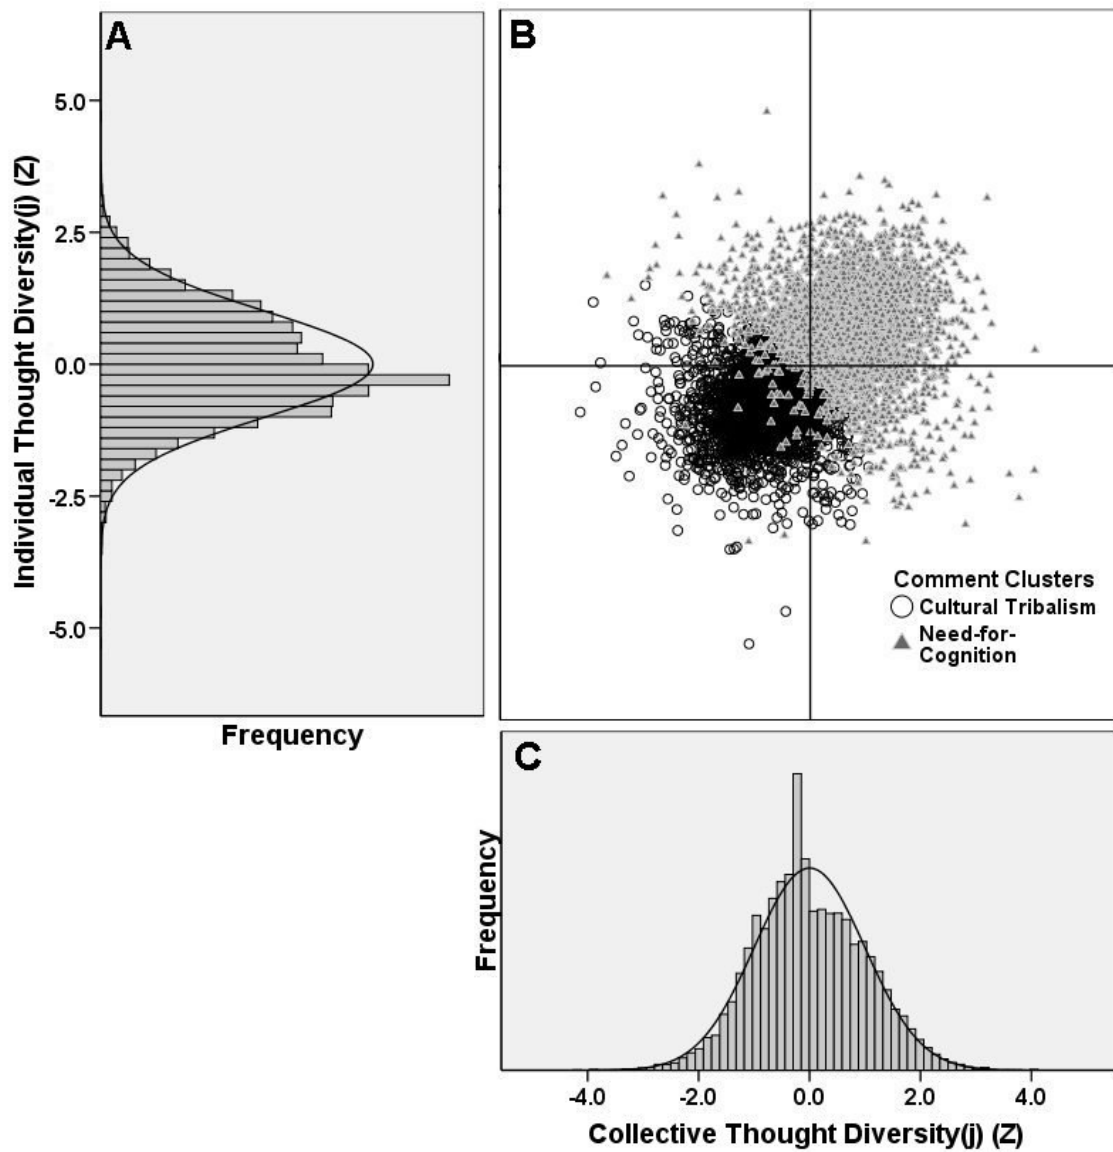 A
B
Individual Thought Diversity(j) (Z)
5.0
2.5
0.0
-2.5
-5.0
Frequency
Comment Clusters
Cultural Tribalism
Need-for-
Cognition
C
Frequency
-4.0 -2.0 0.0 2.0 4.0
Collective Thought Diversity(j) (Z)